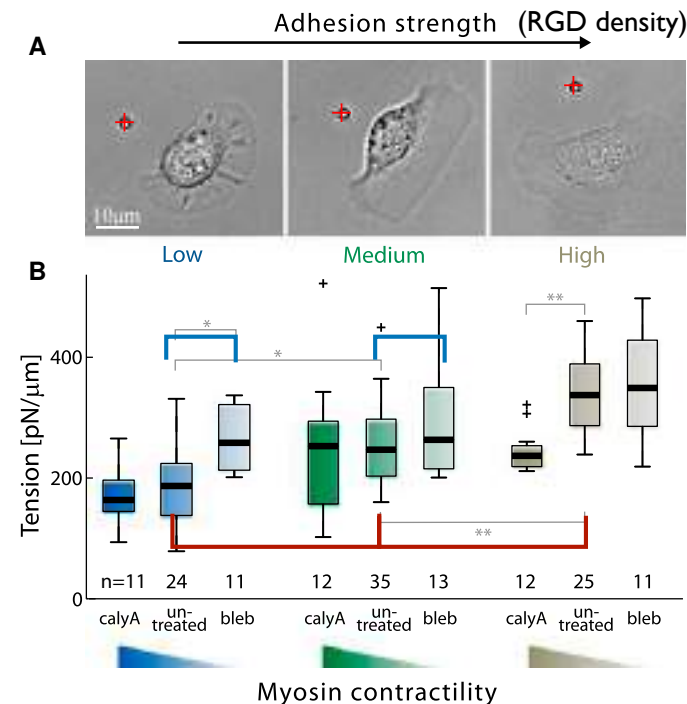 Adhesion strength (RGD density)
A
10μm
Low Medium High
B
Tension [pN/μm]
400
200
0
* * ** **
+ + + +
n=11 24 11 12 35 13 12 25 11
calyA un-treated bleb calyA un-treated bleb calyA un-treated bleb
Myosin contractility